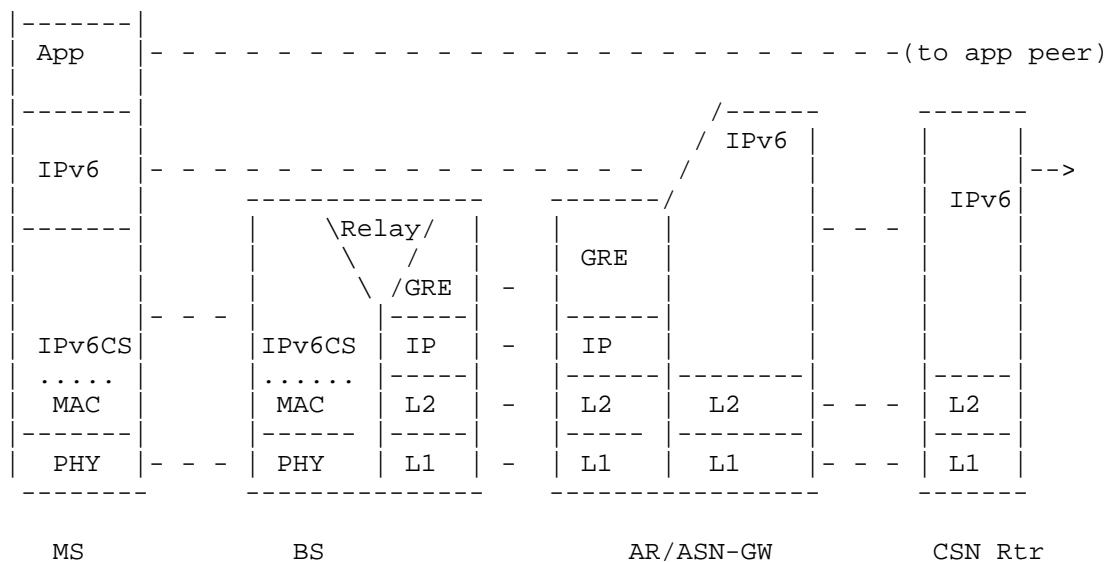 App (to app peer)
IPv6
IPv6 -->
IPv6
Relay
GRE
GRE
IPv6CS IPv6CS IP IP
..... ......
MAC MAC L2 L2 L2 L2
PHY PHY L1 L1 L1 L1
MS BS AR/ASN-GW CSN Rtr